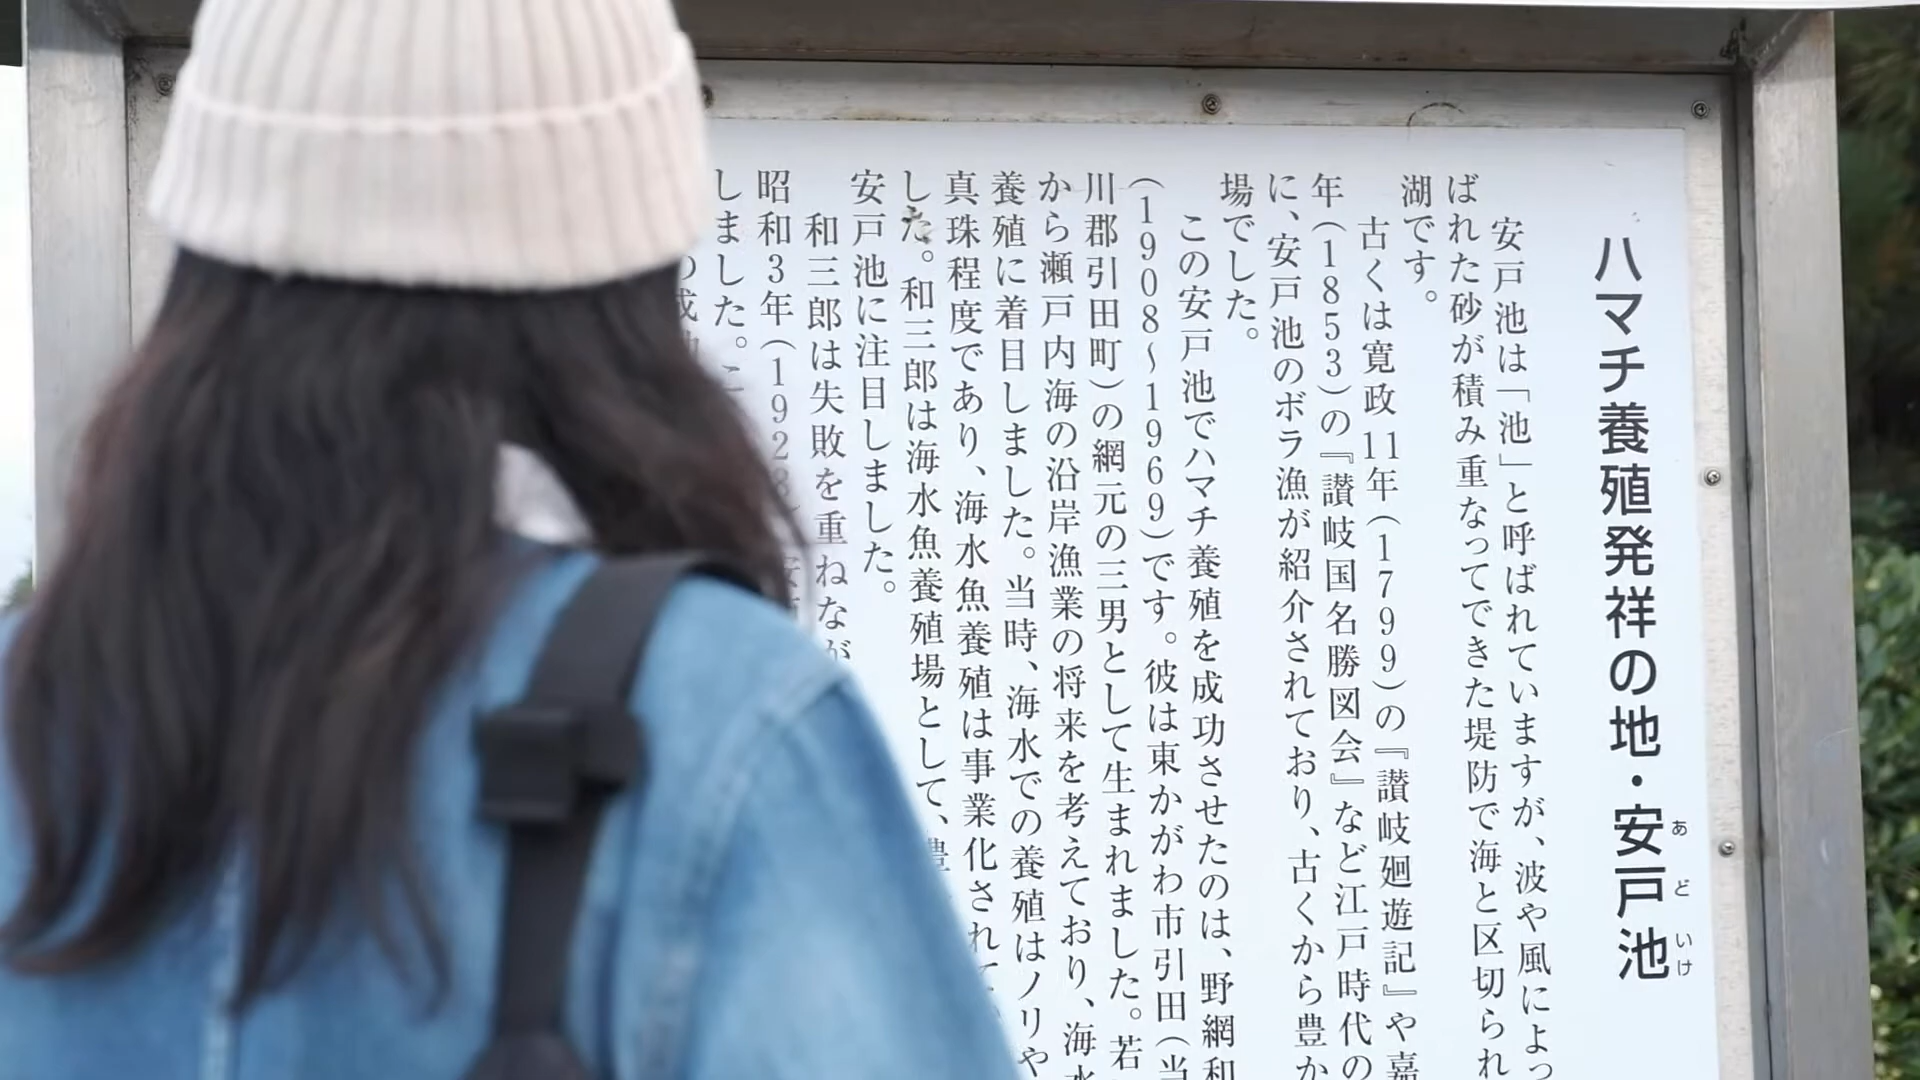 ハマチ養殖発祥の地・安戸池
あどいけ
安戸池は「池」と呼ばれていますが、波や風によっ
ばれた砂が積み重なってできた堤防で海と区切られ
湖です。
古くは寛政11年(1799)の『讃岐廻遊記』や嘉
年(1853)の『讃岐国名勝図会』など江戸時代の
に、安戸池のボラ漁が紹介されており、古くから豊か
場でした。
この安戸池でハマチ養殖を成功させたのは、野網和
(1908～1969)です。彼は東かがわ市引田(当
川郡引田町)の網元の三男として生まれました。若
から瀬戸内海の沿岸漁業の将来を考えており、海水
養殖に着目しました。当時、海水での養殖はノリや
真珠程度であり、海水魚養殖は事業化されて
した。和三郎は海水魚養殖場として、豊
安戸池に注目しました。
和三郎は失敗を重ねなが
昭和3年(1928)安
しました。こ